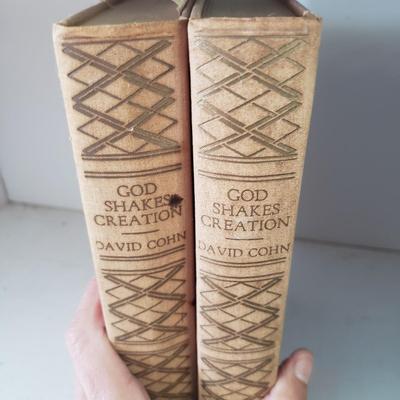 GOD
SHAKES
CREATION
DAVID COHN
GOD
SHAKES
CREATION
DAVID COHN